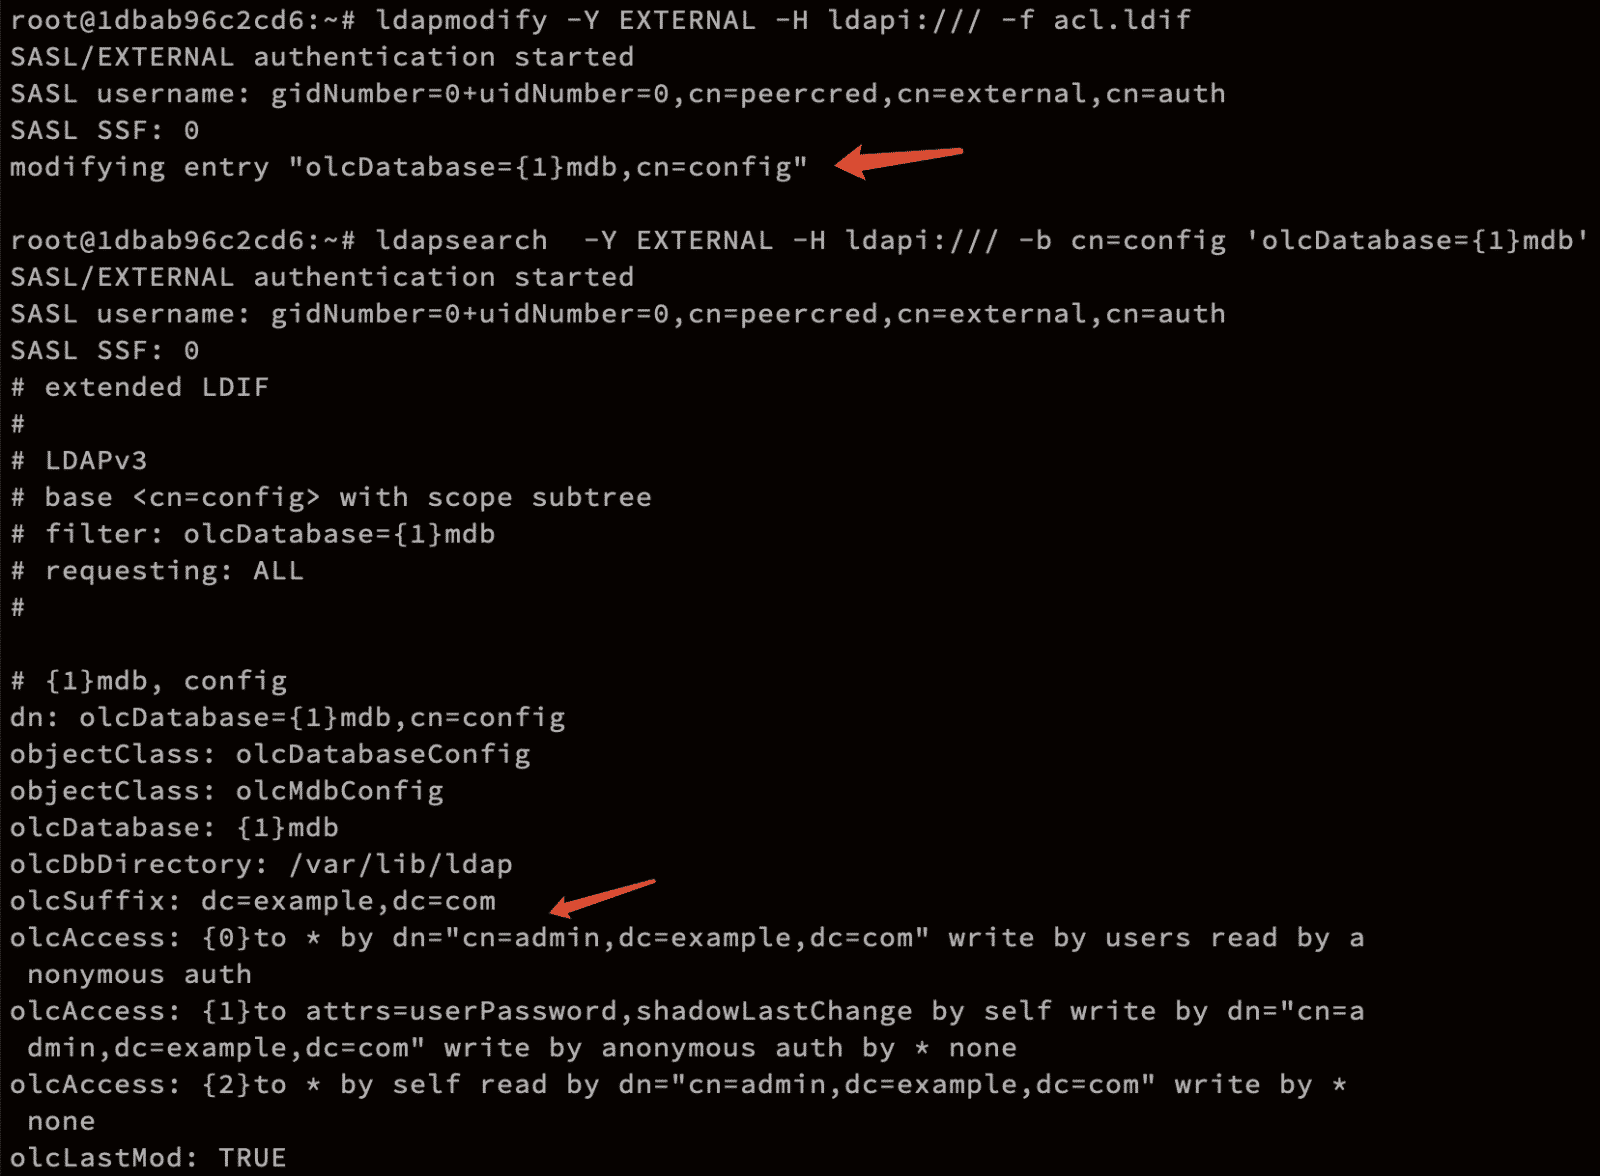 root@1dbab96c2cd6:~# ldapmodify -Y EXTERNAL -H ldapi:/// -f acl.ldif
SASL/EXTERNAL authentication started
SASL username: gidNumber=0+uidNumber=0,cn=peercred,cn=external,cn=auth
SASL SSF: 0
modifying entry "olcDatabase={1}mdb,cn=config"
root@1dbab96c2cd6:~# ldapsearch  -Y EXTERNAL -H ldapi:/// -b cn=config 'olcDatabase={1}mdb'
SASL/EXTERNAL authentication started
SASL username: gidNumber=0+uidNumber=0,cn=peercred,cn=external,cn=auth
SASL SSF: 0
# extended LDIF
#
# LDAPv3
# base <cn=config> with scope subtree
# filter: olcDatabase={1}mdb
# requesting: ALL
#
# {1}mdb, config
dn: olcDatabase={1}mdb,cn=config
objectClass: olcDatabaseConfig
objectClass: olcMdbConfig
olcDatabase: {1}mdb
olcDbDirectory: /var/lib/ldap
olcSuffix: dc=example,dc=com
olcAccess: {0}to * by dn="cn=admin,dc=example,dc=com" write by users read by a
 nonymous auth
olcAccess: {1}to attrs=userPassword,shadowLastChange by self write by dn="cn=a
 dmin,dc=example,dc=com" write by anonymous auth by * none
olcAccess: {2}to * by self read by dn="cn=admin,dc=example,dc=com" write by *
 none
olcLastMod: TRUE